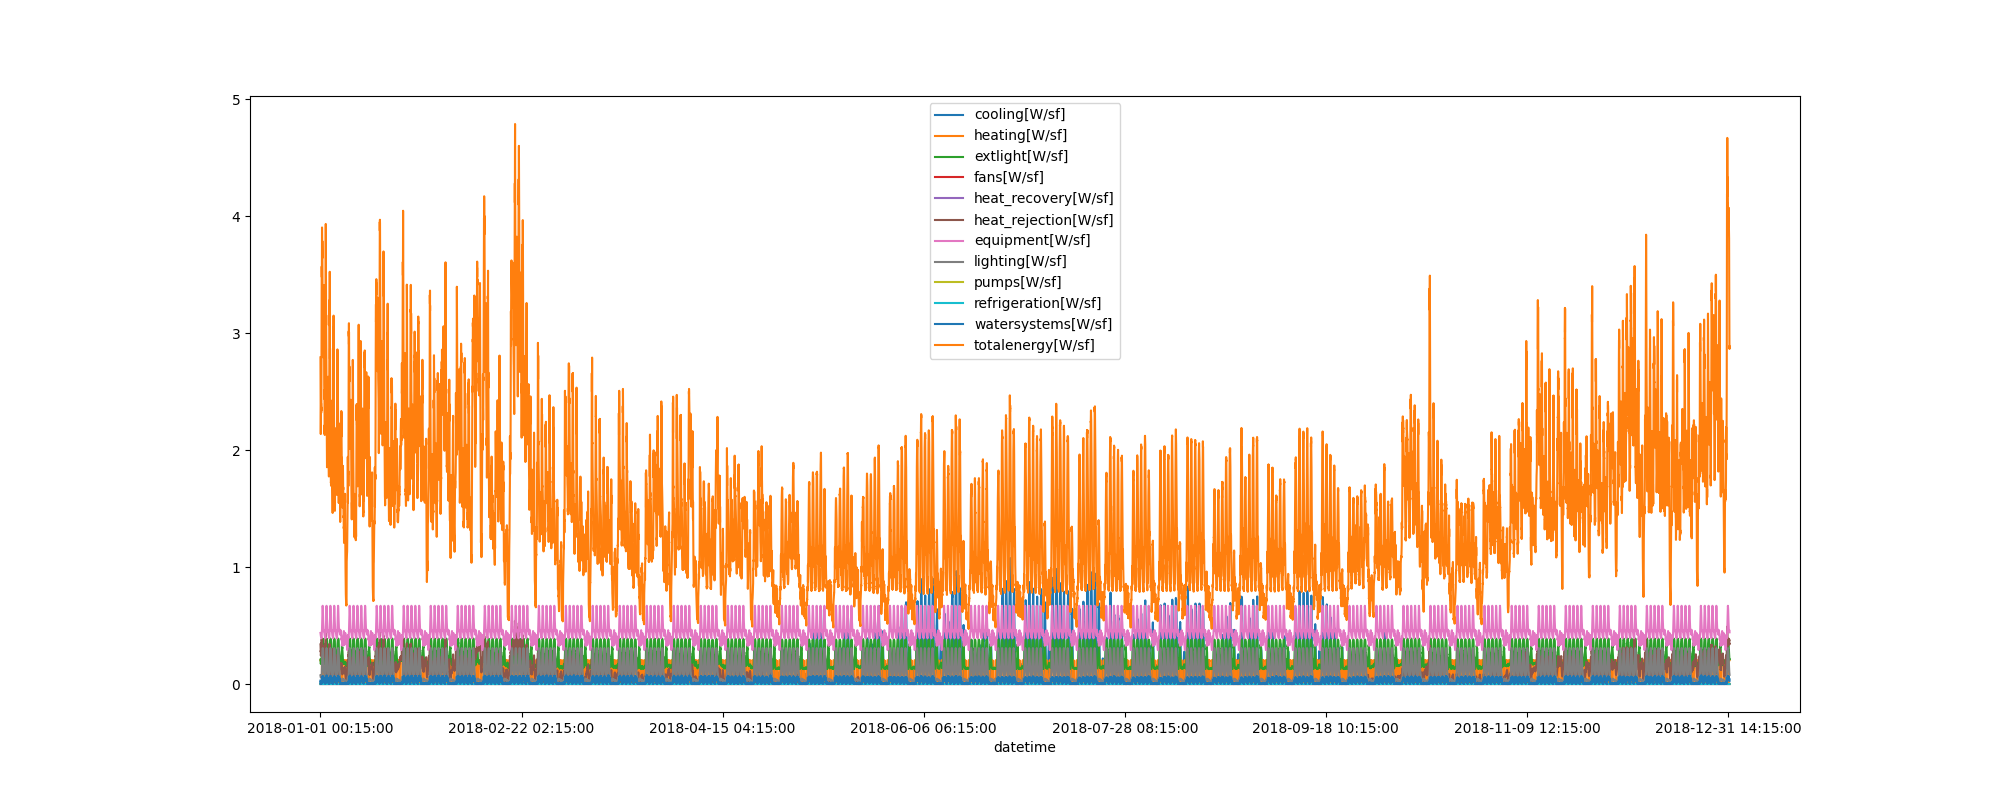 5
4
3
2
1
0
cooling[W/sf]
heating[W/sf]
extlight[W/sf]
fans[W/sf]
heat_recovery[W/sf]
heat_rejection[W/sf]
equipment[W/sf]
lighting[W/sf]
pumps[W/sf]
refrigeration[W/sf]
watersystems[W/sf]
totalenergy[W/sf]
2018-01-01 00:15:00 2018-02-22 02:15:00 2018-04-15 04:15:00 2018-06-06 06:15:00 2018-07-28 08:15:00 2018-09-18 10:15:00 2018-11-09 12:15:00 2018-12-31 14:15:00
datetime